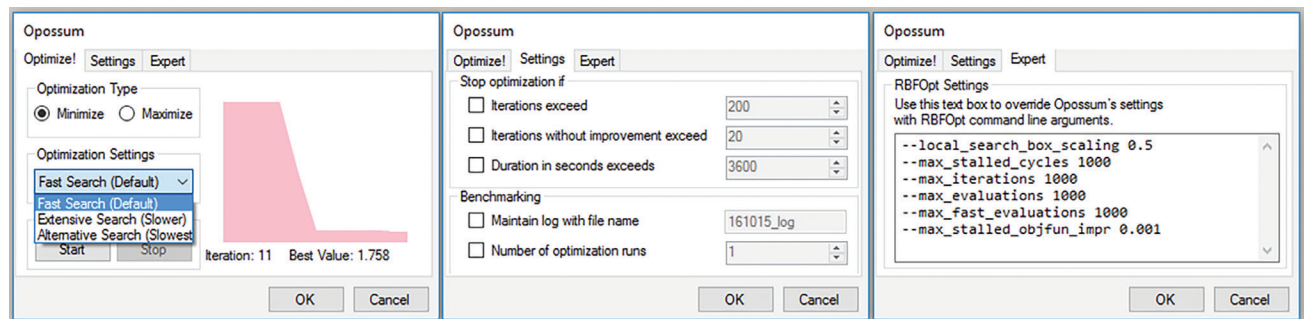 Opossum
Optimize! Settings Expert
Optimization Type
Minimize Maximize
Optimization Settings
Fast Search (Default)
Fast Search (Default)
Extensive Search (Slower)
Alternative Search (Slowest
Start Stop
Iteration: 11 Best Value: 1.758
OK Cancel
Opossum
Optimize! Settings Expert
Stop optimization if
Iterations exceed 200
Iterations without improvement exceed 20
Duration in seconds exceeds 3600
Benchmarking
Maintain log with file name 161015_log
Number of optimization runs 1
OK Cancel
Opossum
Optimize! Settings Expert
RBFOpt Settings
Use this text box to override Opossum's settings
with RBFOpt command line arguments.
--local_search_box_scaling 0.5
--max_stalled_cycles 1000
--max_iterations 1000
--max_evaluations 1000
--max_fast_evaluations 1000
--max_stalled_objfun_impr 0.001
OK Cancel